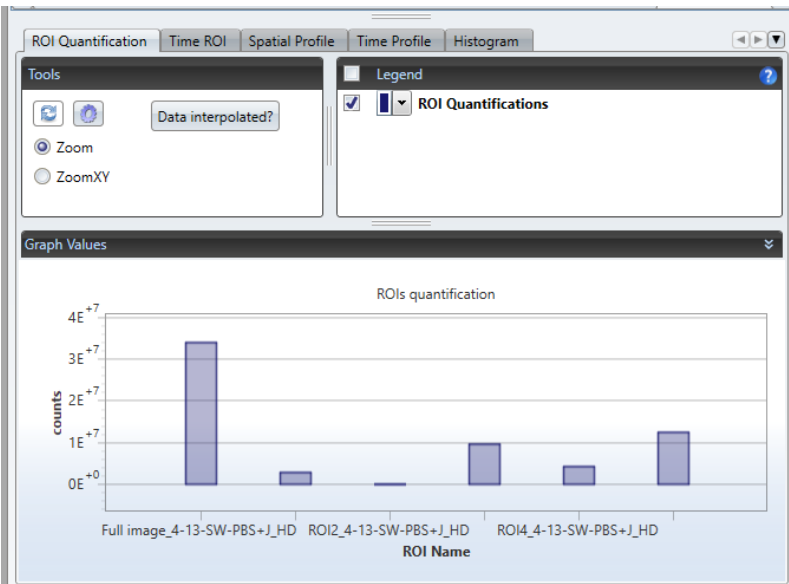 ROI Quantification Time ROI Spatial Profile Time Profile Histogram
Tools
Data interpolated?
Zoom
ZoomXY
Legend
?
ROI Quantifications
Graph Values
ROIs quantification
4E+7
3E+7
2E+7
1E+7
0E+0
counts
Full image_4-13-SW-PBS+J_HD ROI2_4-13-SW-PBS+J_HD ROI4_4-13-SW-PBS+J_HD
ROI Name